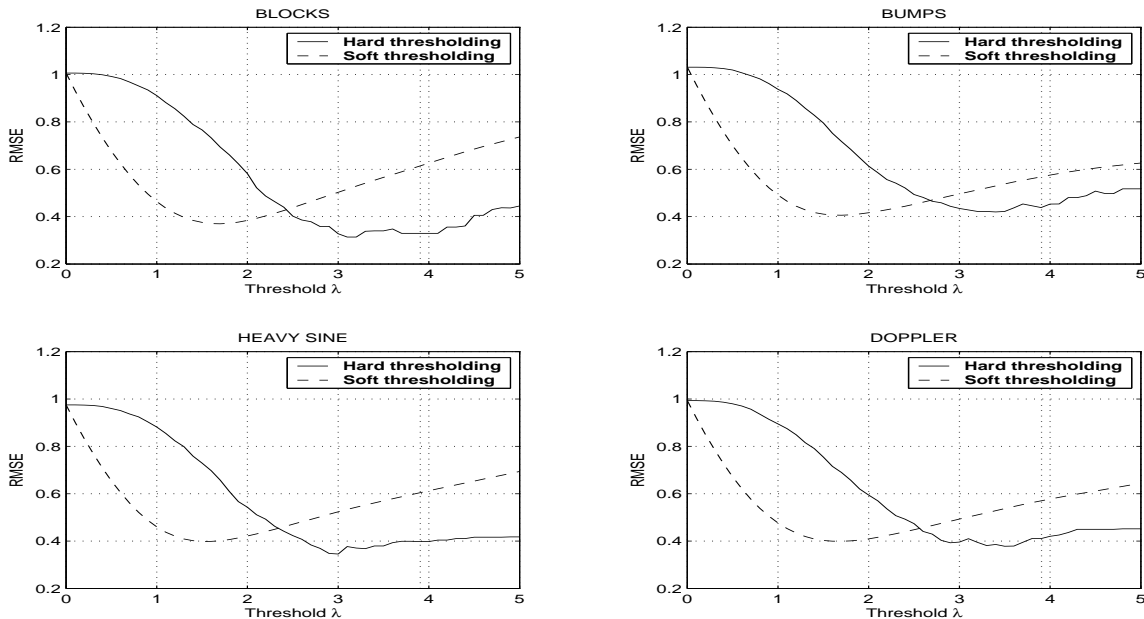 BLOCKS
1.2
1
0.8
0.6
0.4
0.2
RMSE
Hard thresholding
Soft thresholding
0 1 2 3 4 5
Threshold λ
BUMPS
1.2
1
0.8
0.6
0.4
0.2
RMSE
Hard thresholding
Soft thresholding
0 1 2 3 4 5
Threshold λ
HEAVY SINE
1.2
1
0.8
0.6
0.4
0.2
RMSE
Hard thresholding
Soft thresholding
0 1 2 3 4 5
Threshold λ
DOPPLER
1.2
1
0.8
0.6
0.4
0.2
RMSE
Hard thresholding
Soft thresholding
0 1 2 3 4 5
Threshold λ